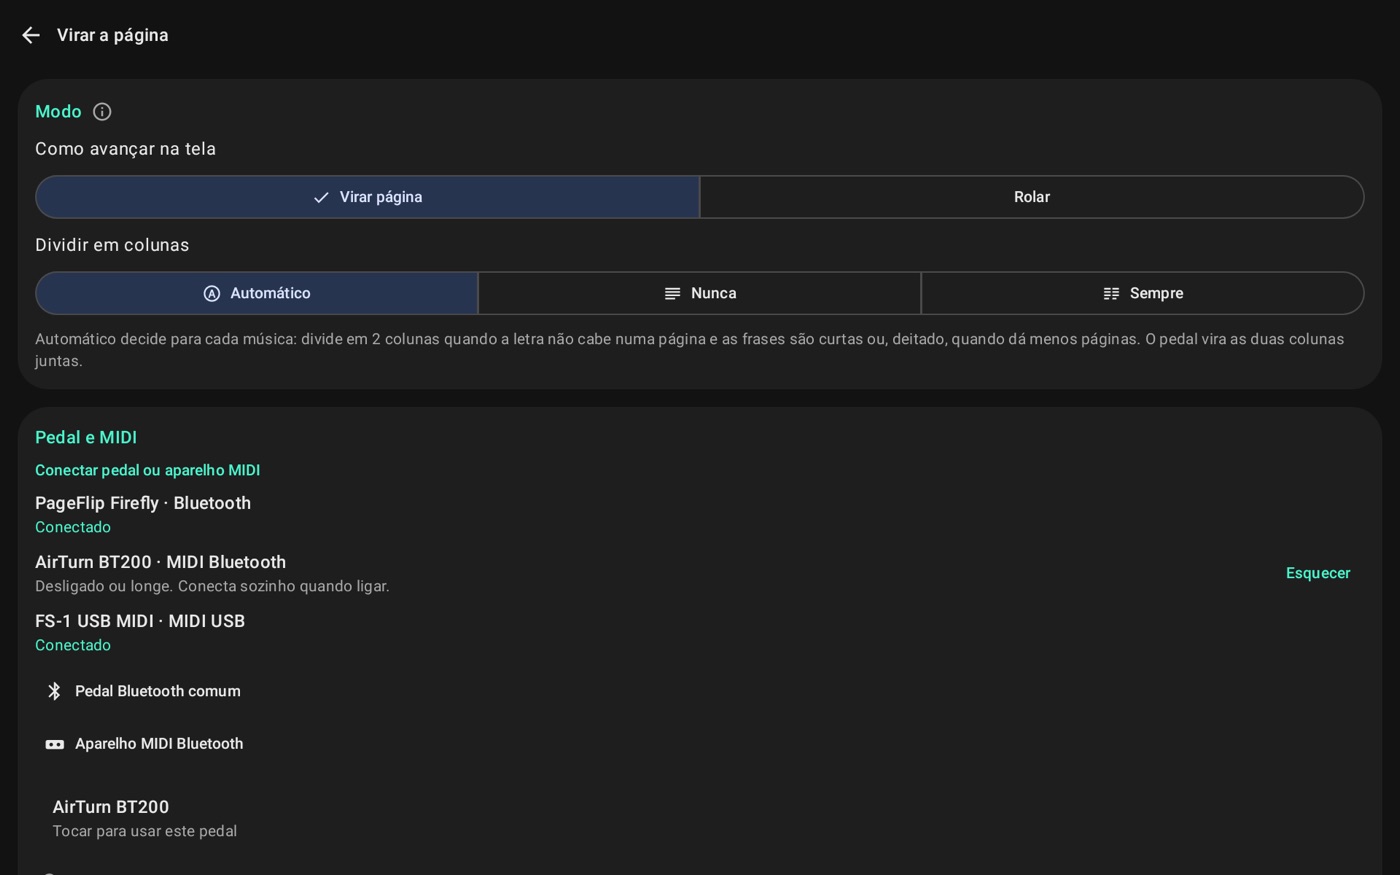 Virar a página
Modo
Como avançar na tela
Virar página
Rolar
Dividir em colunas
Automático
Nunca
Sempre
Automático decide para cada música: divide em 2 colunas quando a letra não cabe numa página e as frases são curtas ou, deitado, quando dá menos páginas. O pedal vira as duas colunas
juntas.
Pedal e MIDI
Conectar pedal ou aparelho MIDI
PageFlip Firefly · Bluetooth
Conectado
AirTurn BT200 · MIDI Bluetooth
Desligado ou longe. Conecta sozinho quando ligar.
Esquecer
FS-1 USB MIDI · MIDI USB
Conectado
Pedal Bluetooth comum
Aparelho MIDI Bluetooth
AirTurn BT200
Tocar para usar este pedal